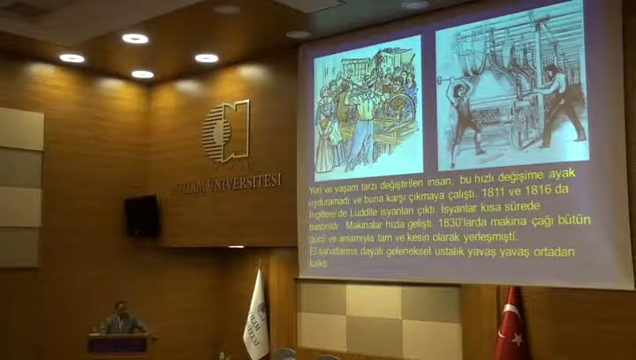 ÜNİVERSİTESİ
Yeni ve yaşam tarzı değiştirilen insan, bu hızlı değişime ayak
uyduramadı ve buna karşı çıkmaya çalıştı. 1811 ve 1816 da
İngiltere'de Luddite isyanları çıktı. İsyanlar kısa sürede
bastırıldı. Makinalar hızla gelişti. 1830'larda makina çağı bütün
gücü ve anlamıyla tam ve kesin olarak yerleşmişti.
El sanatlarına dayalı geleneksel ustalık yavaş yavaş ortadan
kalktı